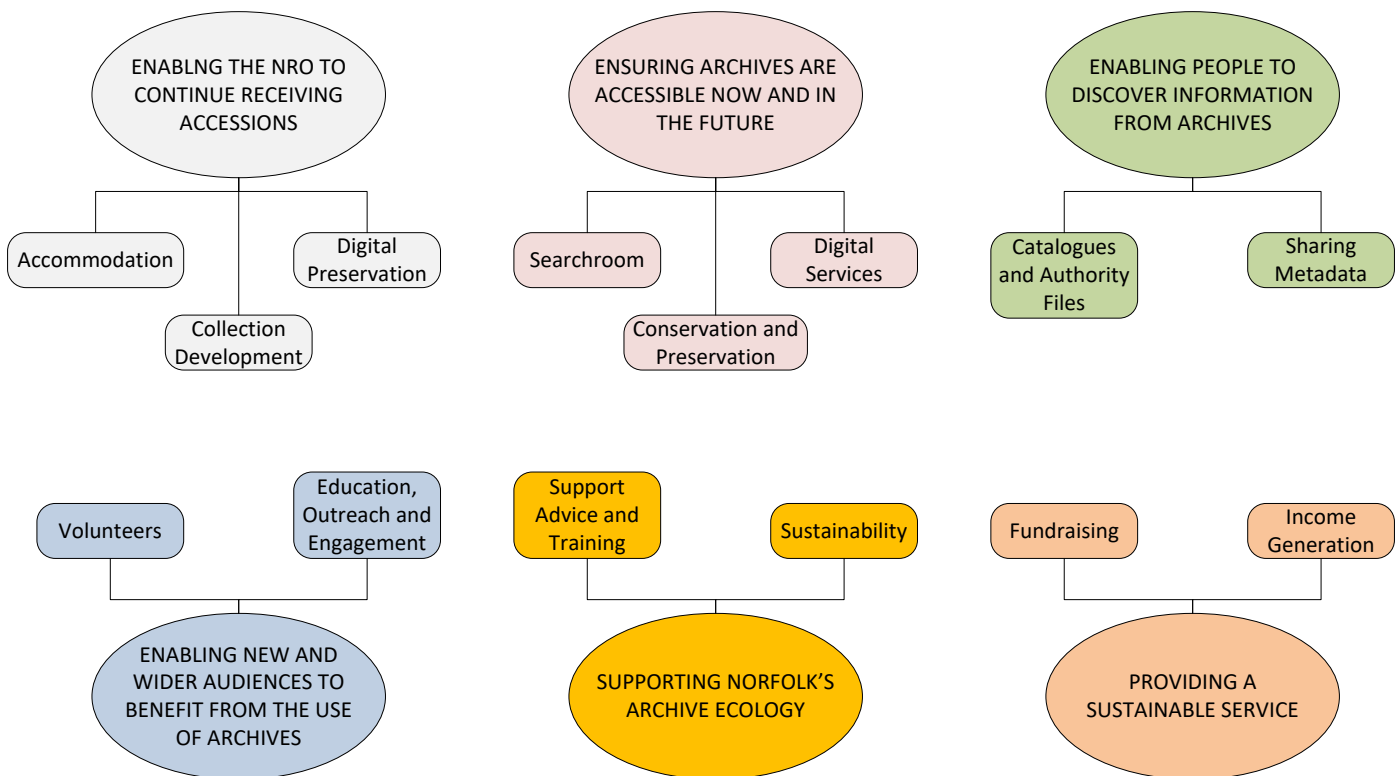 ENABLNG THE NRO TO
CONTINUE RECEIVING
ACCESSIONS
Accommodation
Collection
Development
Digital
Preservation
ENSURING ARCHIVES ARE
ACCESSIBLE NOW AND IN
THE FUTURE
Searchroom
Conservation and
Preservation
Digital
Services
ENABLING PEOPLE TO
DISCOVER INFORMATION
FROM ARCHIVES
Catalogues
and Authority
Files
Sharing
Metadata
Volunteers
Education,
Outreach and
Engagement
ENABLING NEW AND
WIDER AUDIENCES TO
BENEFIT FROM THE USE
OF ARCHIVES
Support
Advice and
Training
Sustainability
SUPPORTING NORFOLK’S
ARCHIVE ECOLOGY
Fundraising
Income
Generation
PROVIDING A
SUSTAINABLE SERVICE